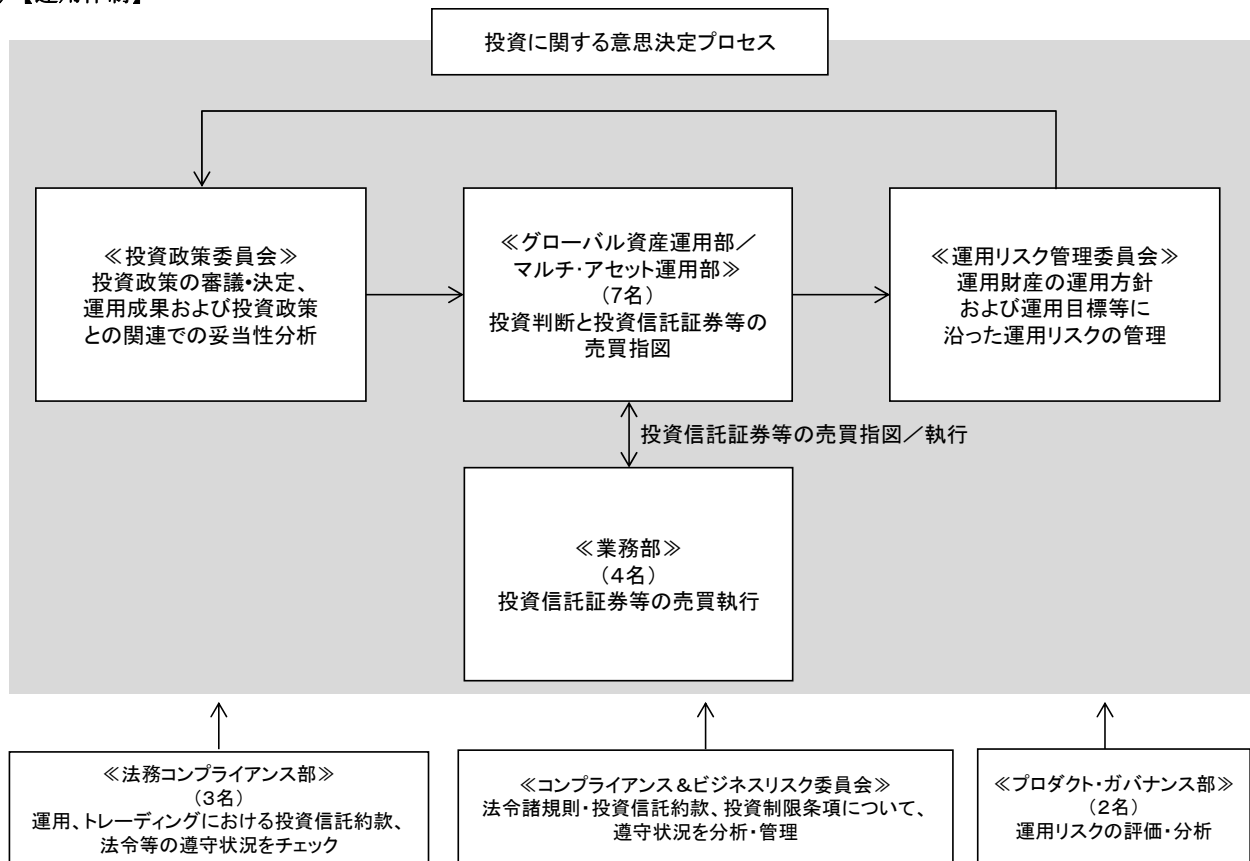 【運用体制】
投資に関する意思決定プロセス
≪投資政策委員会≫
投資政策の審議・決定、
運用成果および投資政策
との関連での妥当性分析
≪グローバル資産運用部／
マルチ・アセット運用部≫
（7名）
投資判断と投資信託証券等の
売買指図
≪運用リスク管理委員会≫
運用財産の運用方針
および運用目標等に
沿った運用リスクの管理
投資信託証券等の売買指図／執行
≪業務部≫
（4名）
投資信託証券等の売買執行
≪法務コンプライアンス部≫
（3名）
運用、トレーディングにおける投資信託約款、
法令等の遵守状況をチェック
≪コンプライアンス＆ビジネスリスク委員会≫
法令諸規則・投資信託約款、投資制限条項について、
遵守状況を分析・管理
≪プロダクト・ガバナンス部≫
（2名）
運用リスクの評価・分析